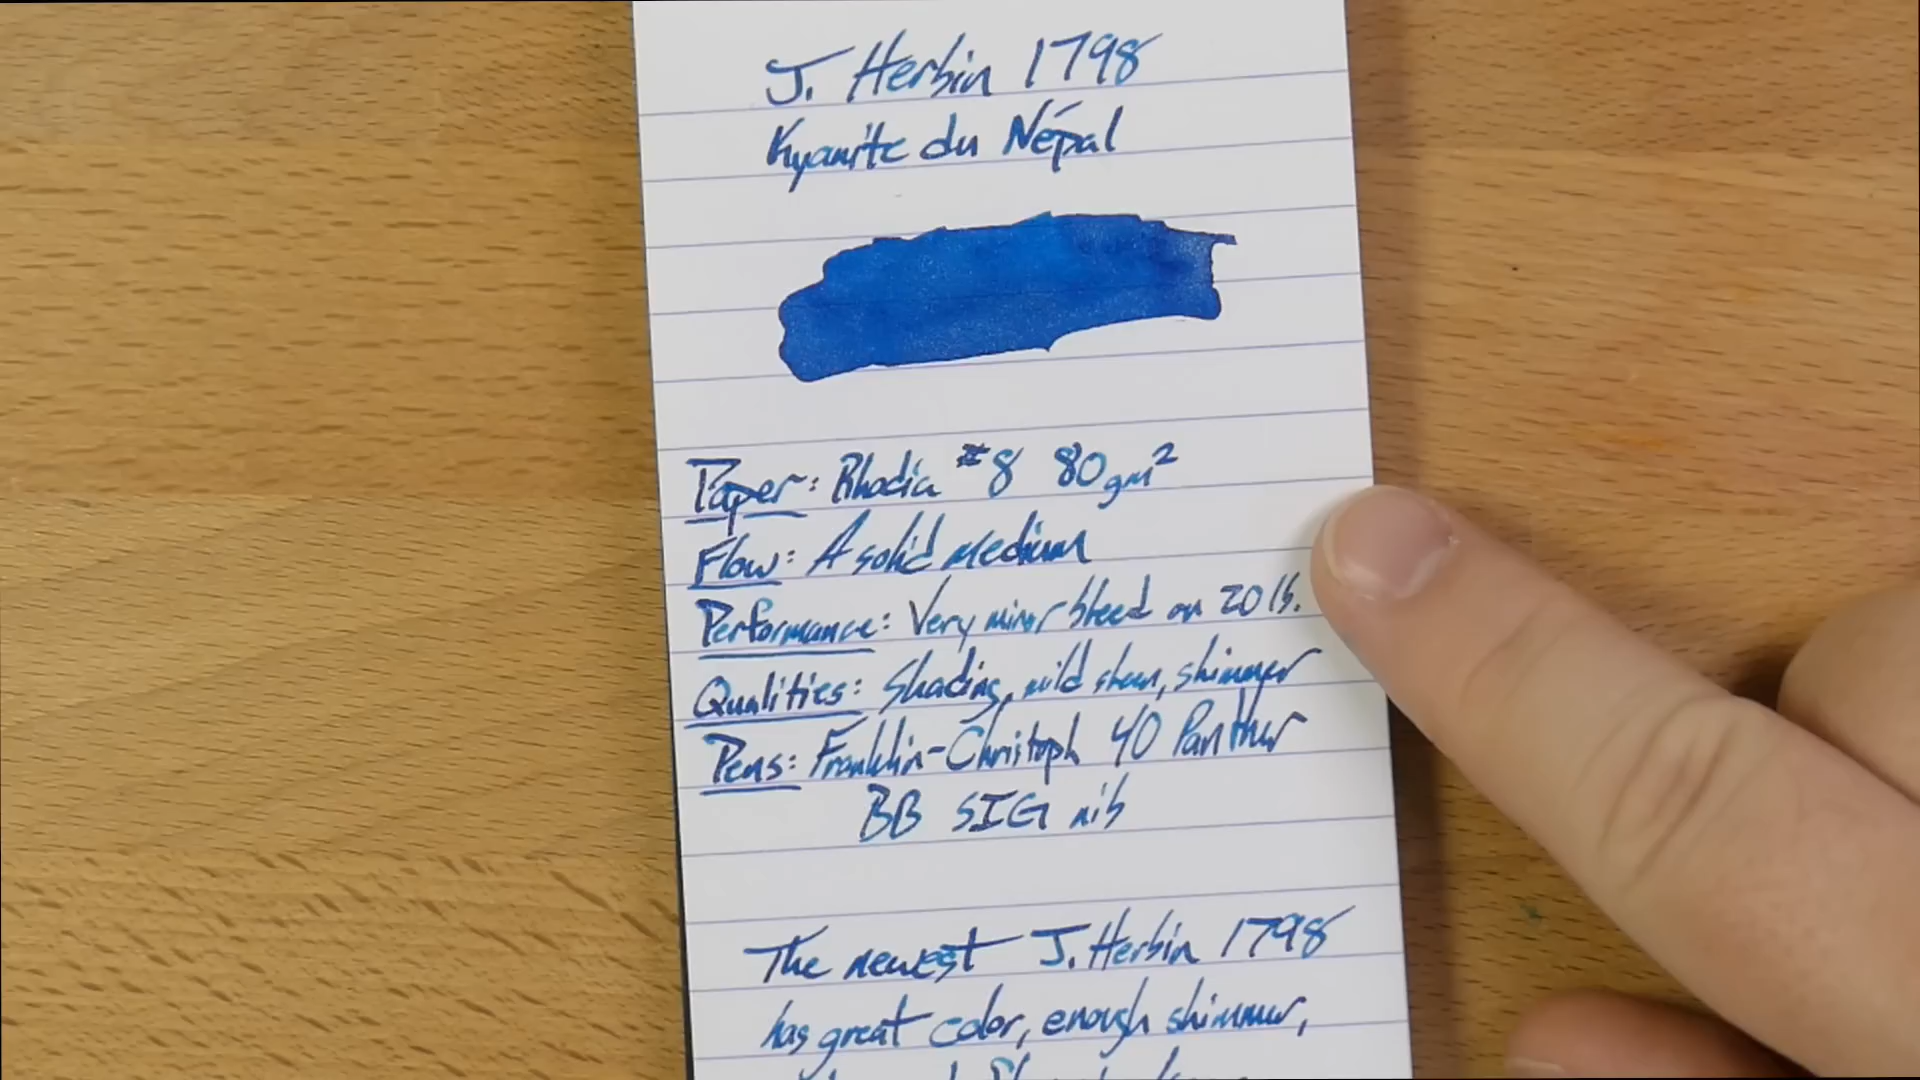 J. Herbin 1798
Kyanite du Népal
Paper: Rhodia #8 80gm²
Flow: A solid medium
Performance: Very minor bleed on 20 lb.
Qualities: Shading, mild sheen, shimmer
Pens: Franklin-Christoph 40 Panther
BB SIG nib
The newest J. Herbin 1798
has great color, enough shimmer,